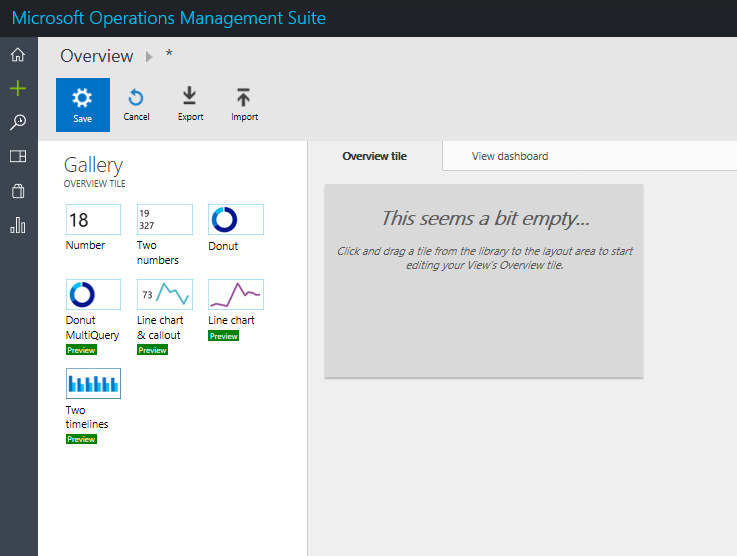 Microsoft Operations Management Suite
Overview
*
Save
Cancel
Export
Import
Gallery
OVERVIEW TILE
Overview tile
View dashboard
18
Number
19
327
Two
numbers
Donut
Donut
MultiQuery
Preview
73
Line chart
& callout
Preview
Line chart
Preview
Two
timelines
Preview
This seems a bit empty...
Click and drag a tile from the library to the layout area to start
editing your View's Overview tile.